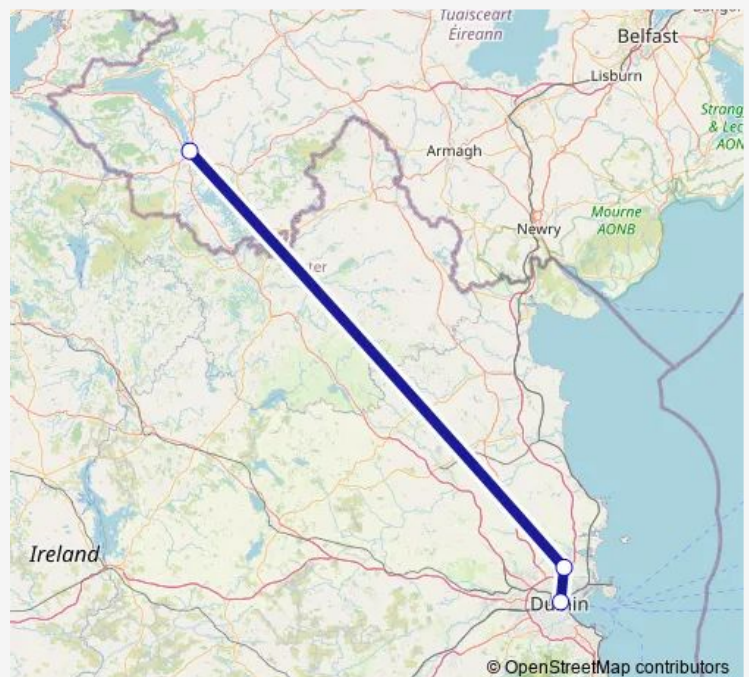 Tuaisceart
Éireann
Belfast
Lisburn
Strang
& Lec
AON
Armagh
Mourne
AONB
Newry
Ireland
© OpenStreetMap contributors